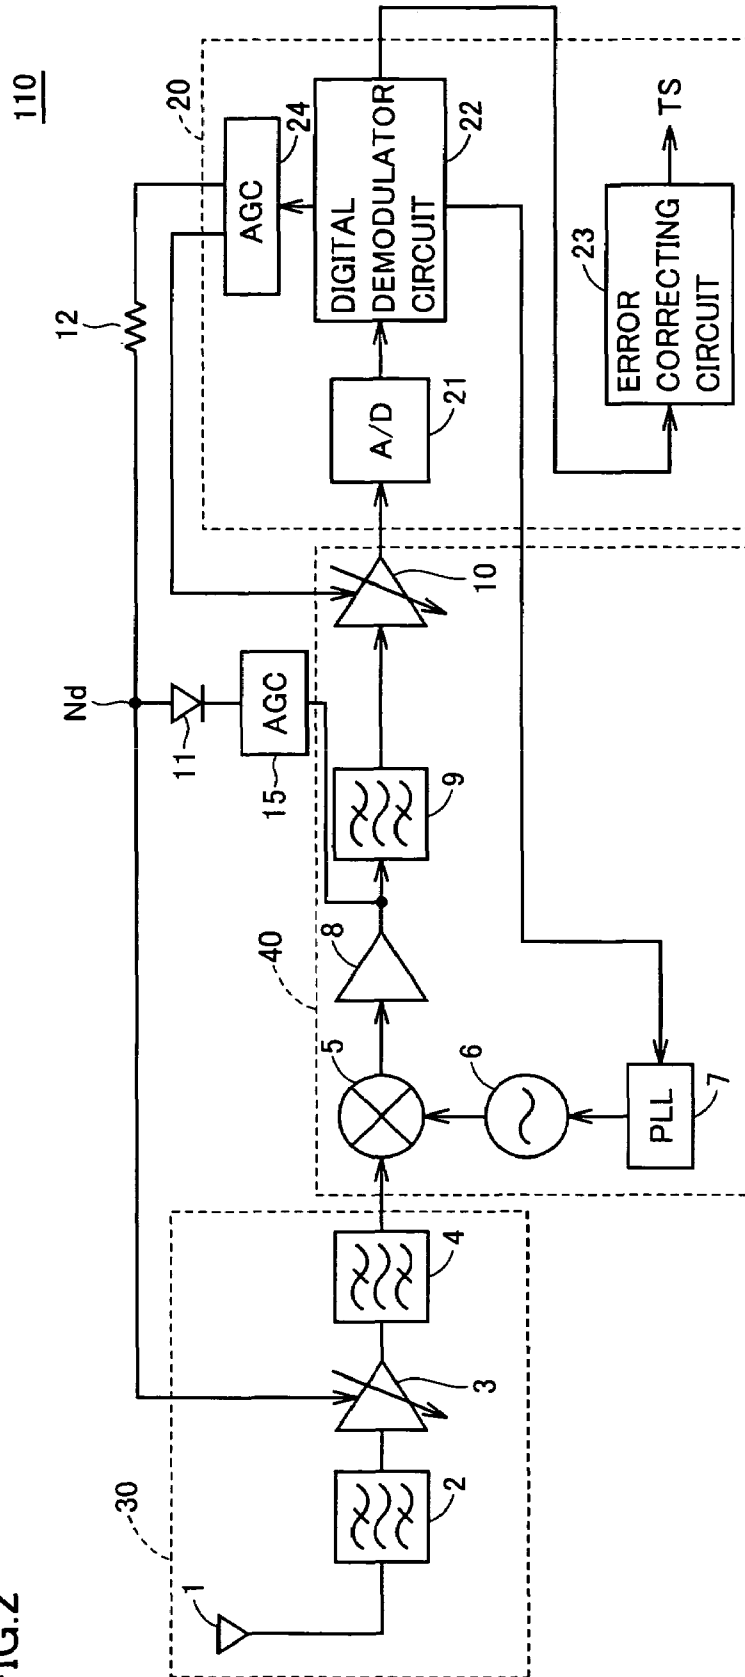 FIG.2
110
30
1
2
3
4
40
5
6
PLL
7
8
9
10
Nd
11
AGC
15
12
20
AGC
24
A/D
21
DIGITAL
DEMODULATOR
CIRCUIT
22
23
ERROR
CORRECTING
CIRCUIT
TS